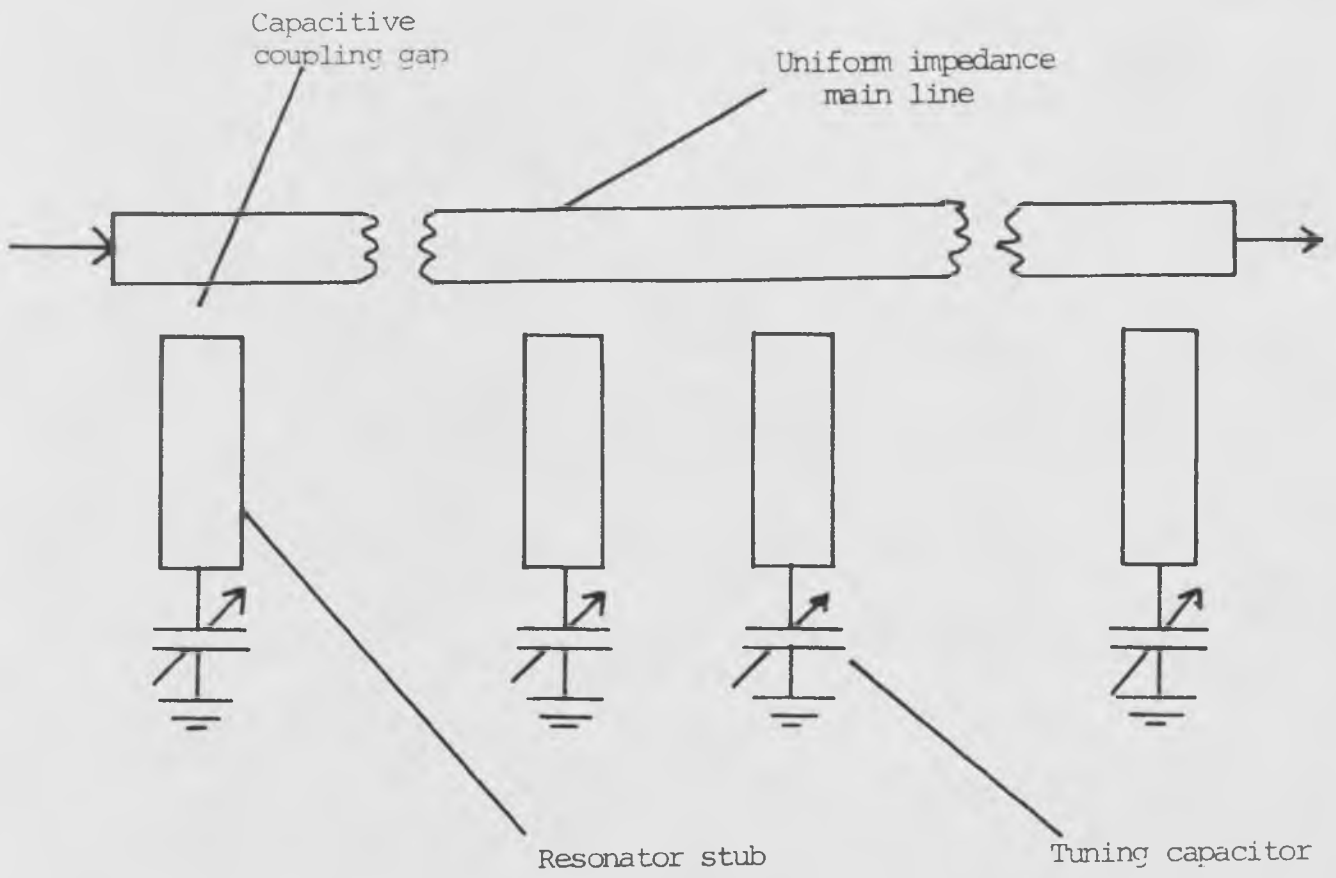 Capacitive
coupling gap
Uniform impedance
main line
Resonator stub
Tuning capacitor